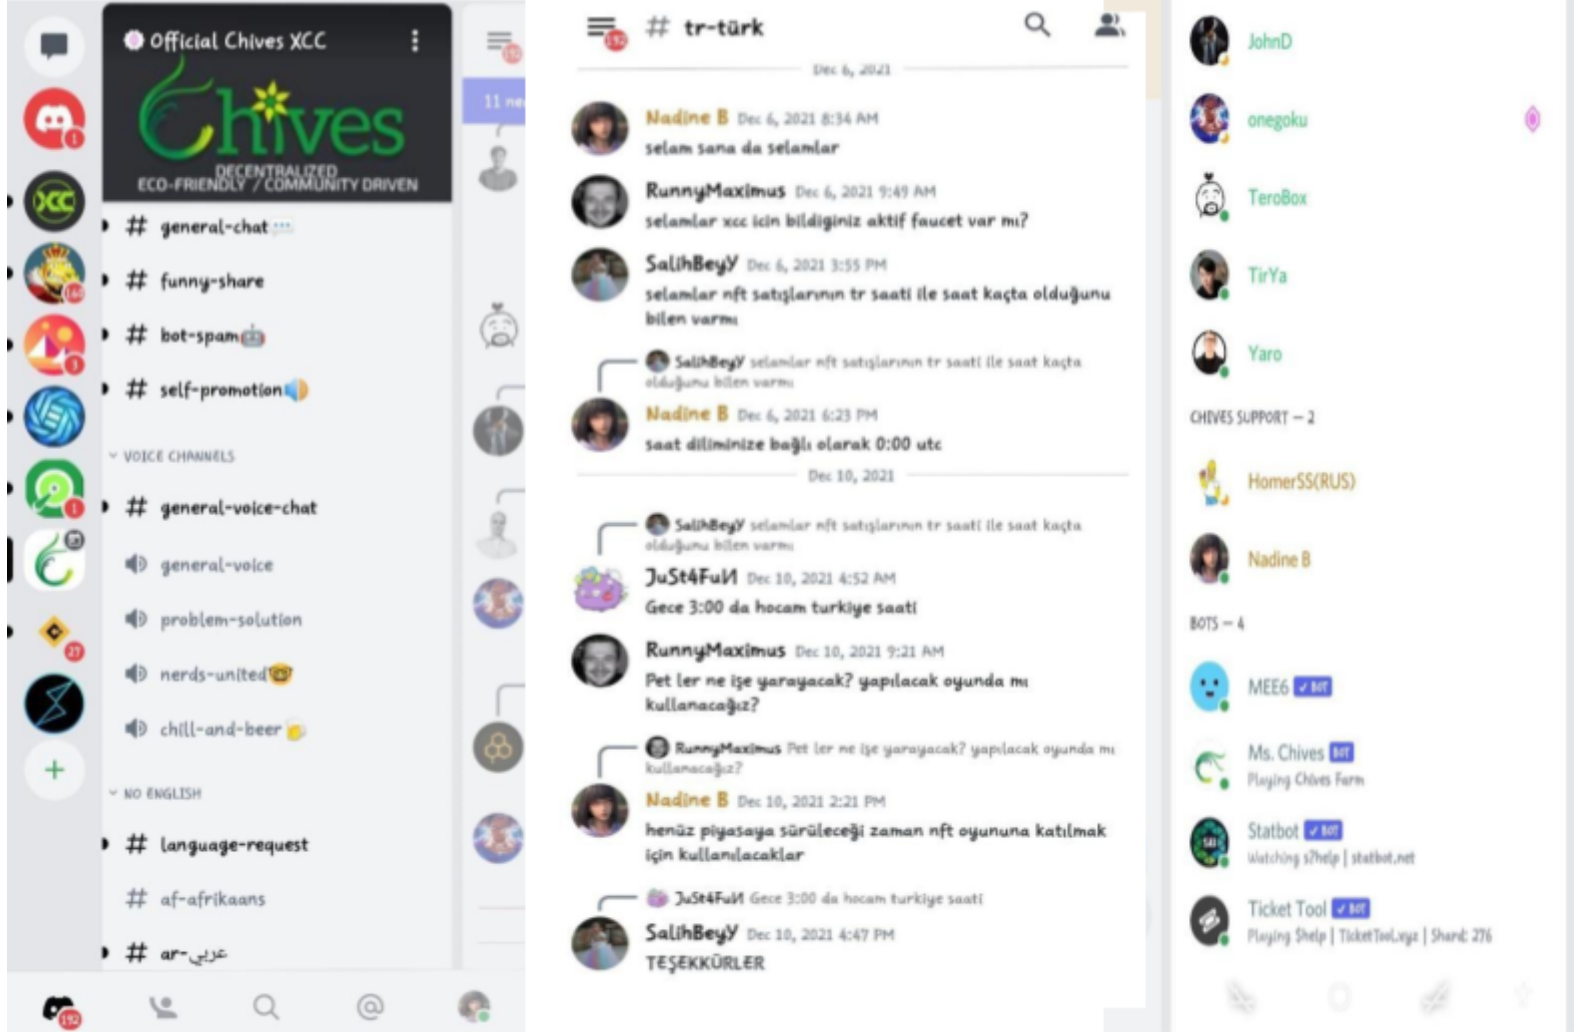 Official Chives XCC
Chives
DECENTRALIZED
ECO-FRIENDLY / COMMUNITY DRIVEN
# general-chat💬
# funny-share
# bot-spam🤖
# self-promotion🔊
VOICE CHANNELS
# general-voice-chat
general-voice
problem-solution
nerds-united🤓
chill-and-beer🍺
NO ENGLISH
# language-request
# af-afrikaans
# ar-عربي
1
XCC
3
1
27
192
11
192
# tr-türk
Dec 6, 2021
Nadine B Dec 6, 2021 8:34 AM
selam sana da selamlar
RunnyMaximus Dec 6, 2021 9:49 AM
selamlar xcc icin bildiginiz aktif faucet var mı?
SalihBeyY Dec 6, 2021 3:55 PM
selamlar nft satışlarının tr saati ile saat kaçta olduğunu
bilen varmı
SalihBeyY selamlar nft satışlarının tr saati ile saat kaçta
olduğunu bilen varmı
Nadine B Dec 6, 2021 6:23 PM
saat diliminize bağlı olarak 0:00 utc
Dec 10, 2021
SalihBeyY selamlar nft satışlarının tr saati ile saat kaçta
olduğunu bilen varmı
JuSt4FuN Dec 10, 2021 4:52 AM
Gece 3:00 da hocam turkiye saati
RunnyMaximus Dec 10, 2021 9:21 AM
Pet ler ne işe yarayacak? yapılacak oyunda mı
kullanacağız?
RunnyMaximus Pet ler ne işe yarayacak? yapılacak oyunda mı
kullanacağız?
Nadine B Dec 10, 2021 2:21 PM
henüz piyasaya sürüleceği zaman nft oyununa katılmak
için kullanılacaklar
JuSt4FuN Gece 3:00 da hocam turkiye saati
SalihBeyY Dec 10, 2021 4:47 PM
TEŞEKKÜRLER
JohnD
onegoku
TeroBox
TirYa
Yaro
CHIVES SUPPORT — 2
HomerSS(RUS)
Nadine B
BOTS — 4
MEE6 ✓ BOT
Ms. Chives BOT
Playing Chives Farm
Statbot ✓ BOT
Watching s?help | statbot.net
Ticket Tool ✓ BOT
Playing $help | TicketTool.xyz | Shard: 276